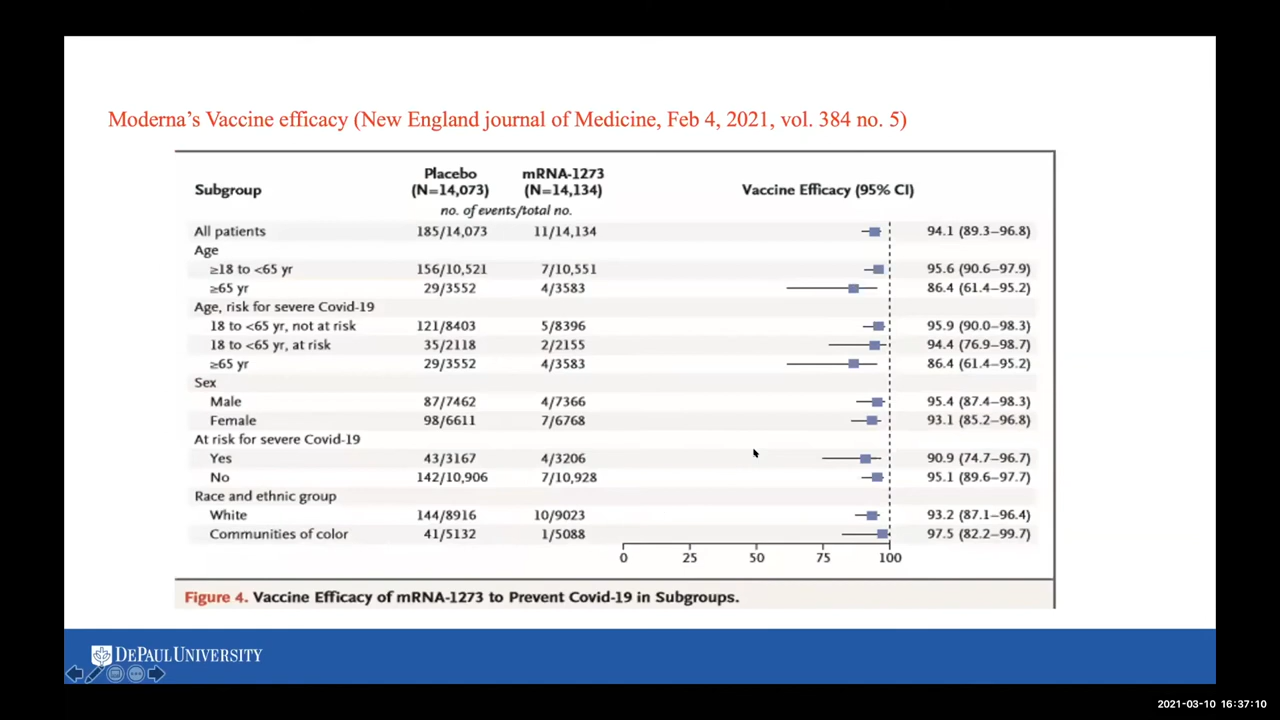 Moderna's Vaccine efficacy (New England journal of Medicine, Feb 4, 2021, vol. 384 no. 5)
Subgroup Placebo (N=14,073) mRNA-1273 (N=14,134) Vaccine Efficacy (95% CI)
no. of events/total no.
All patients 185/14,073 11/14,134 94.1 (89.3–96.8)
Age
≥18 to <65 yr 156/10,521 7/10,551 95.6 (90.6–97.9)
≥65 yr 29/3552 4/3583 86.4 (61.4–95.2)
Age, risk for severe Covid-19
18 to <65 yr, not at risk 121/8403 5/8396 95.9 (90.0–98.3)
18 to <65 yr, at risk 35/2118 2/2155 94.4 (76.9–98.7)
≥65 yr 29/3552 4/3583 86.4 (61.4–95.2)
Sex
Male 87/7462 4/7366 95.4 (87.4–98.3)
Female 98/6611 7/6768 93.1 (85.2–96.8)
At risk for severe Covid-19
Yes 43/3167 4/3206 90.9 (74.7–96.7)
No 142/10,906 7/10,928 95.1 (89.6–97.7)
Race and ethnic group
White 144/8916 10/9023 93.2 (87.1–96.4)
Communities of color 41/5132 1/5088 97.5 (82.2–99.7)
0 25 50 75 100
Figure 4. Vaccine Efficacy of mRNA-1273 to Prevent Covid-19 in Subgroups.
DEPAUL UNIVERSITY
2021-03-10 16:37:10